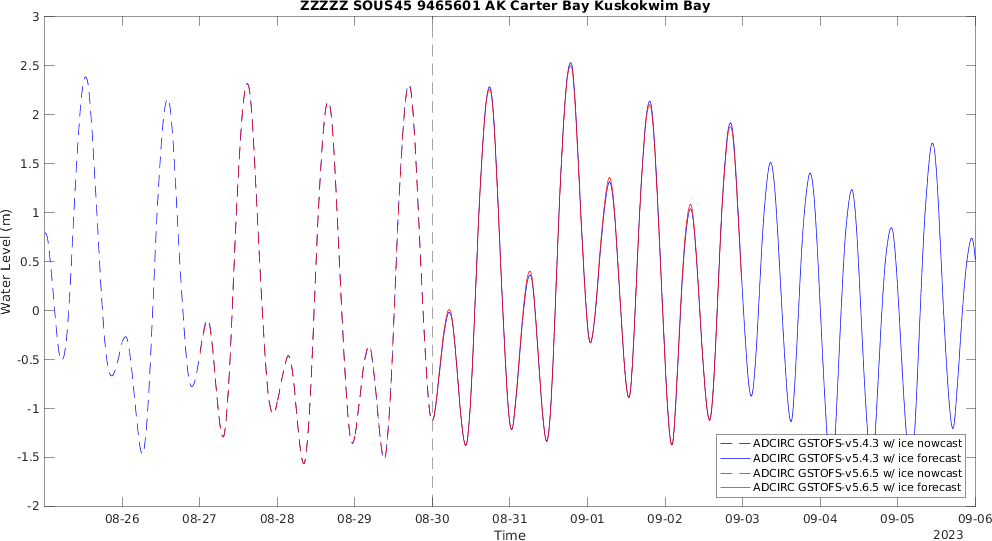 ZZZZZ SOUS45 9465601 AK Carter Bay Kuskokwim Bay
3
2.5
2
1.5
1
0.5
0
-0.5
-1
-1.5
-2
Water Level (m)
08-26 08-27 08-28 08-29 08-30 08-31 09-01 09-02 09-03 09-04 09-05 09-06
Time
2023
ADCIRC GSTOFS-v5.4.3 w/ ice nowcast
ADCIRC GSTOFS-v5.4.3 w/ ice forecast
ADCIRC GSTOFS-v5.6.5 w/ ice nowcast
ADCIRC GSTOFS-v5.6.5 w/ ice forecast